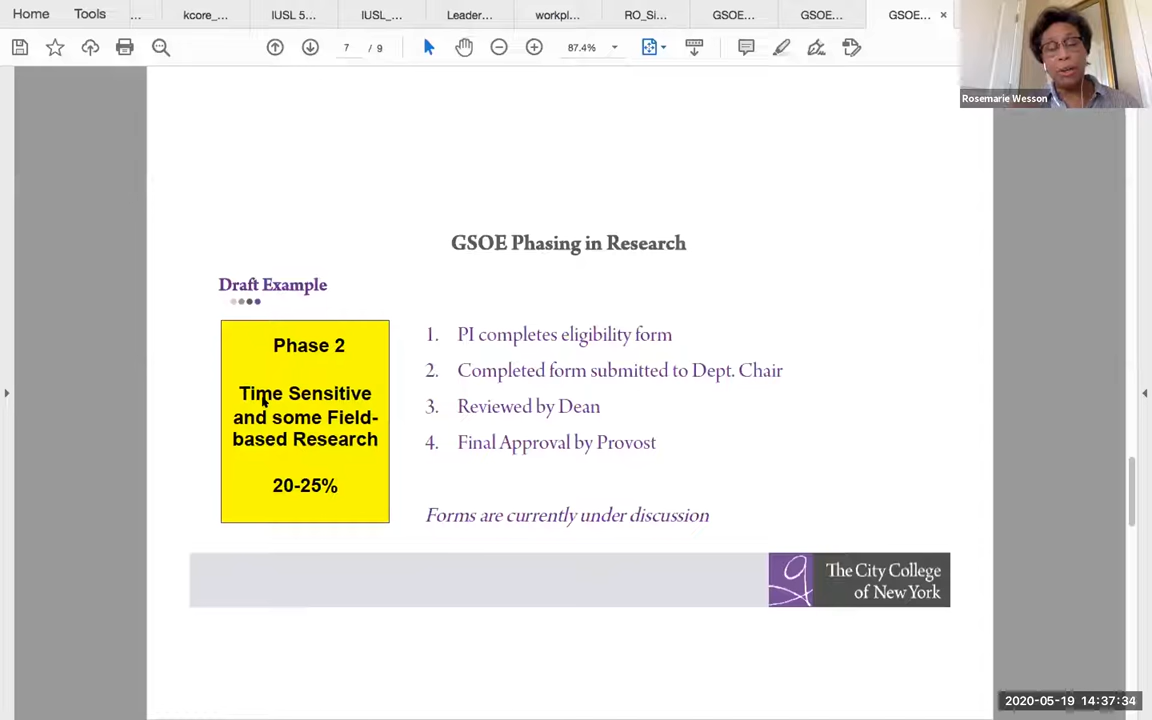 Home
Tools
...
kcore_...
IUSL 5...
IUSL_...
Leader...
workpl...
RO_Si...
GSOE...
GSOE...
GSOE...
×
7 / 9
87.4%
Rosemarie Wesson
GSOE Phasing in Research
Draft Example
Phase 2
Time Sensitive
and some Field-
based Research
20-25%
1. PI completes eligibility form
2. Completed form submitted to Dept. Chair
3. Reviewed by Dean
4. Final Approval by Provost
Forms are currently under discussion
The City College
of New York
2020-05-19 14:37:34